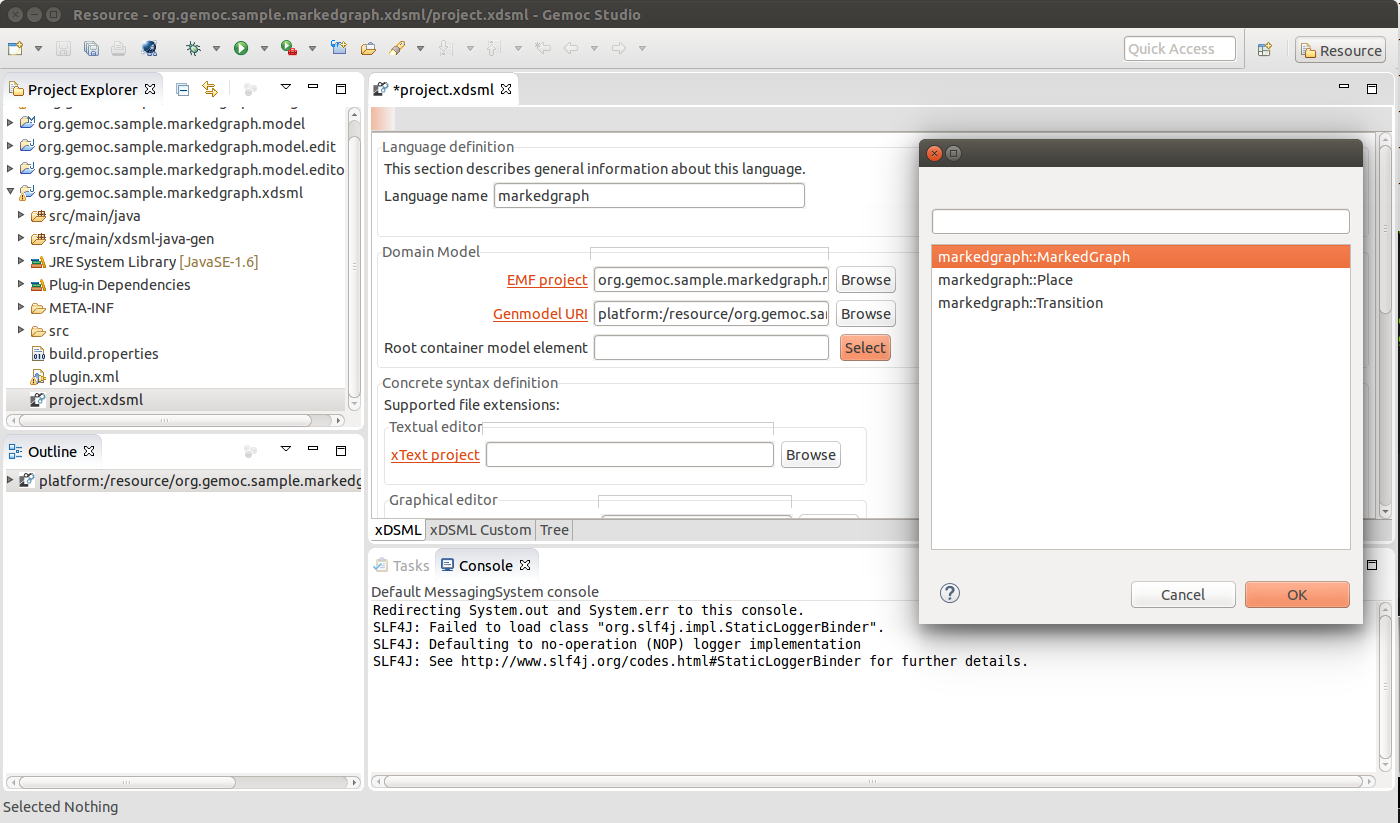 Resource - org.gemoc.sample.markedgraph.xdsml/project.xdsml - Gemoc Studio
Quick Access
Resource
Project Explorer
org.gemoc.sample.markedgraph.model
org.gemoc.sample.markedgraph.model.edit
org.gemoc.sample.markedgraph.model.edito
org.gemoc.sample.markedgraph.xdsml
src/main/java
src/main/xdsml-java-gen
JRE System Library [JavaSE-1.6]
Plug-in Dependencies
META-INF
src
build.properties
plugin.xml
project.xdsml
Outline
platform:/resource/org.gemoc.sample.markedg
*project.xdsml
Language definition
This section describes general information about this language.
Language name markedgraph
Domain Model
EMF project org.gemoc.sample.markedgraph.m Browse
Genmodel URI platform:/resource/org.gemoc.sam Browse
Root container model element Select
Concrete syntax definition
Supported file extensions:
Textual editor
xText project Browse
Graphical editor
xDSML xDSML Custom Tree
markedgraph::MarkedGraph
markedgraph::Place
markedgraph::Transition
Cancel OK
Tasks Console
Default MessagingSystem console
Redirecting System.out and System.err to this console.
SLF4J: Failed to load class "org.slf4j.impl.StaticLoggerBinder".
SLF4J: Defaulting to no-operation (NOP) logger implementation
SLF4J: See http://www.slf4j.org/codes.html#StaticLoggerBinder for further details.
Selected Nothing